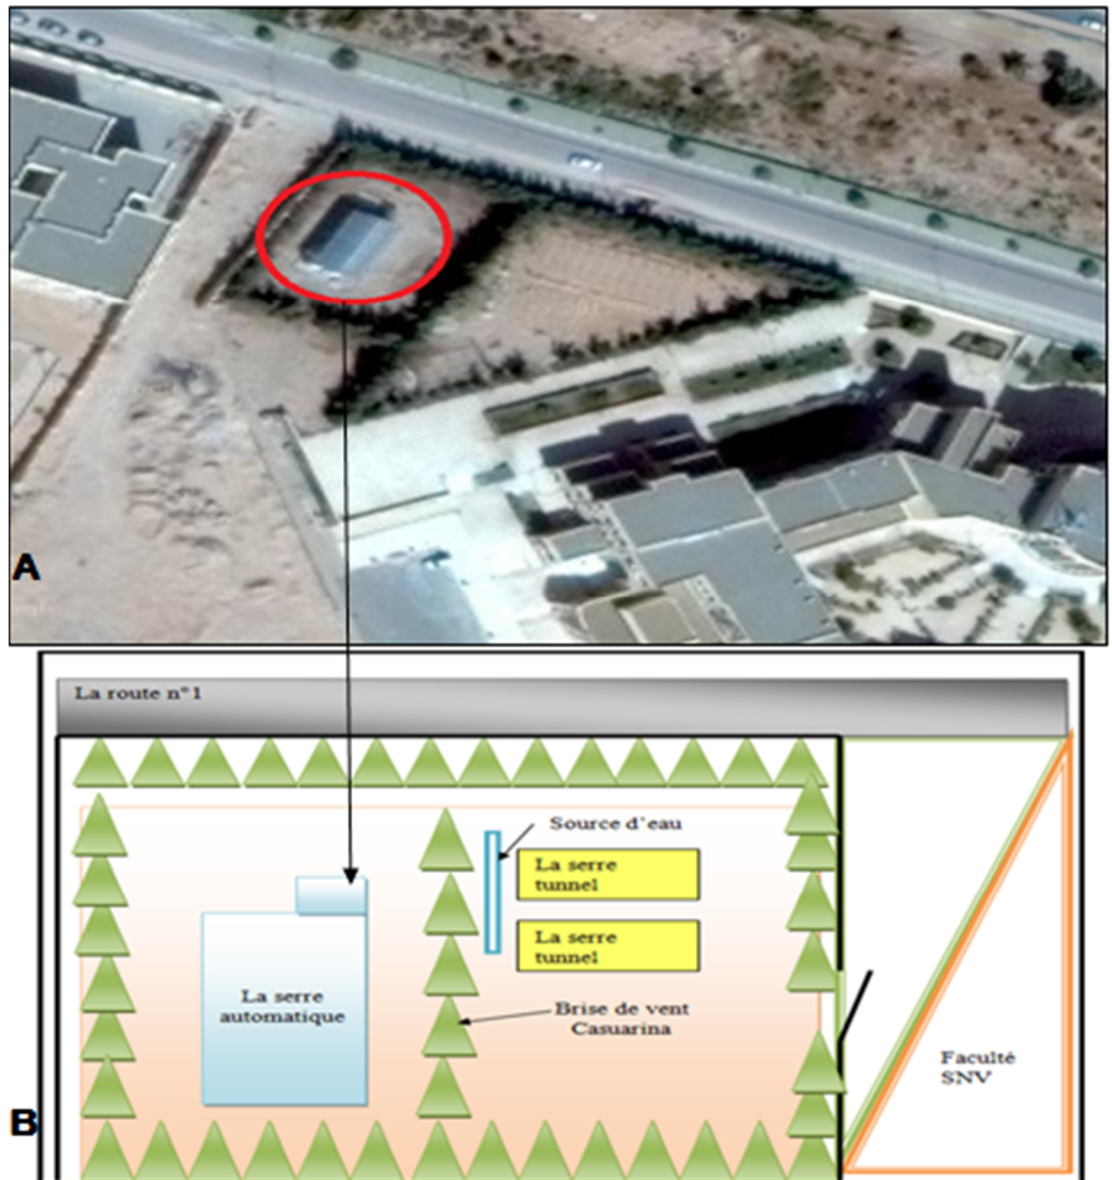 A
La route n°1
Source d'eau
La serre
tunnel
La serre
tunnel
La serre
automatique
Brise de vent
Casuarina
Faculté
SNV
B